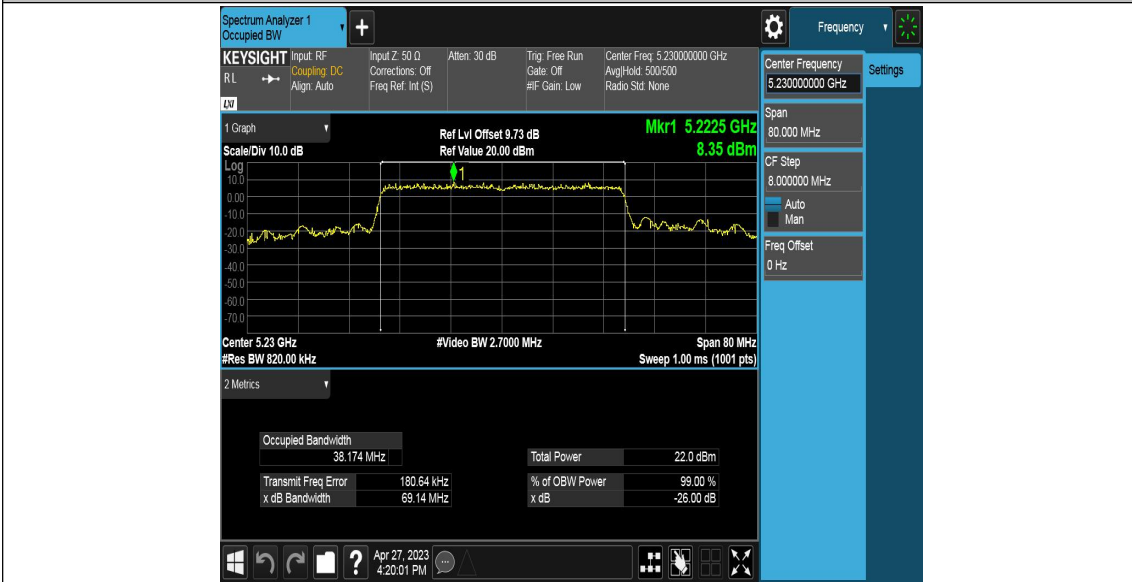 Spectrum Analyzer 1
Occupied BW
+
Frequency
KEYSIGHT
RL
LXI
Input: RF
Coupling: DC
Align: Auto
Input Z: 50 Ω
Corrections: Off
Freq Ref: Int (S)
Atten: 30 dB
Trig: Free Run
Gate: Off
#IF Gain: Low
Center Freq: 5.230000000 GHz
Avg|Hold: 500/500
Radio Std: None
Center Frequency
5.230000000 GHz
Settings
Span
80.000 MHz
CF Step
8.000000 MHz
Auto
Man
Freq Offset
0 Hz
1 Graph
Scale/Div 10.0 dB
Ref Lvl Offset 9.73 dB
Ref Value 20.00 dBm
Mkr1 5.2225 GHz
8.35 dBm
Log
1
10.0
0.00
-10.0
-20.0
-30.0
-40.0
-50.0
-60.0
-70.0
Center 5.23 GHz
#Res BW 820.00 kHz
#Video BW 2.7000 MHz
Span 80 MHz
Sweep 1.00 ms (1001 pts)
2 Metrics
Occupied Bandwidth
38.174 MHz
Total Power 22.0 dBm
Transmit Freq Error 180.64 kHz
% of OBW Power 99.00 %
x dB Bandwidth 69.14 MHz
x dB -26.00 dB
?
Apr 27, 2023
4:20:01 PM